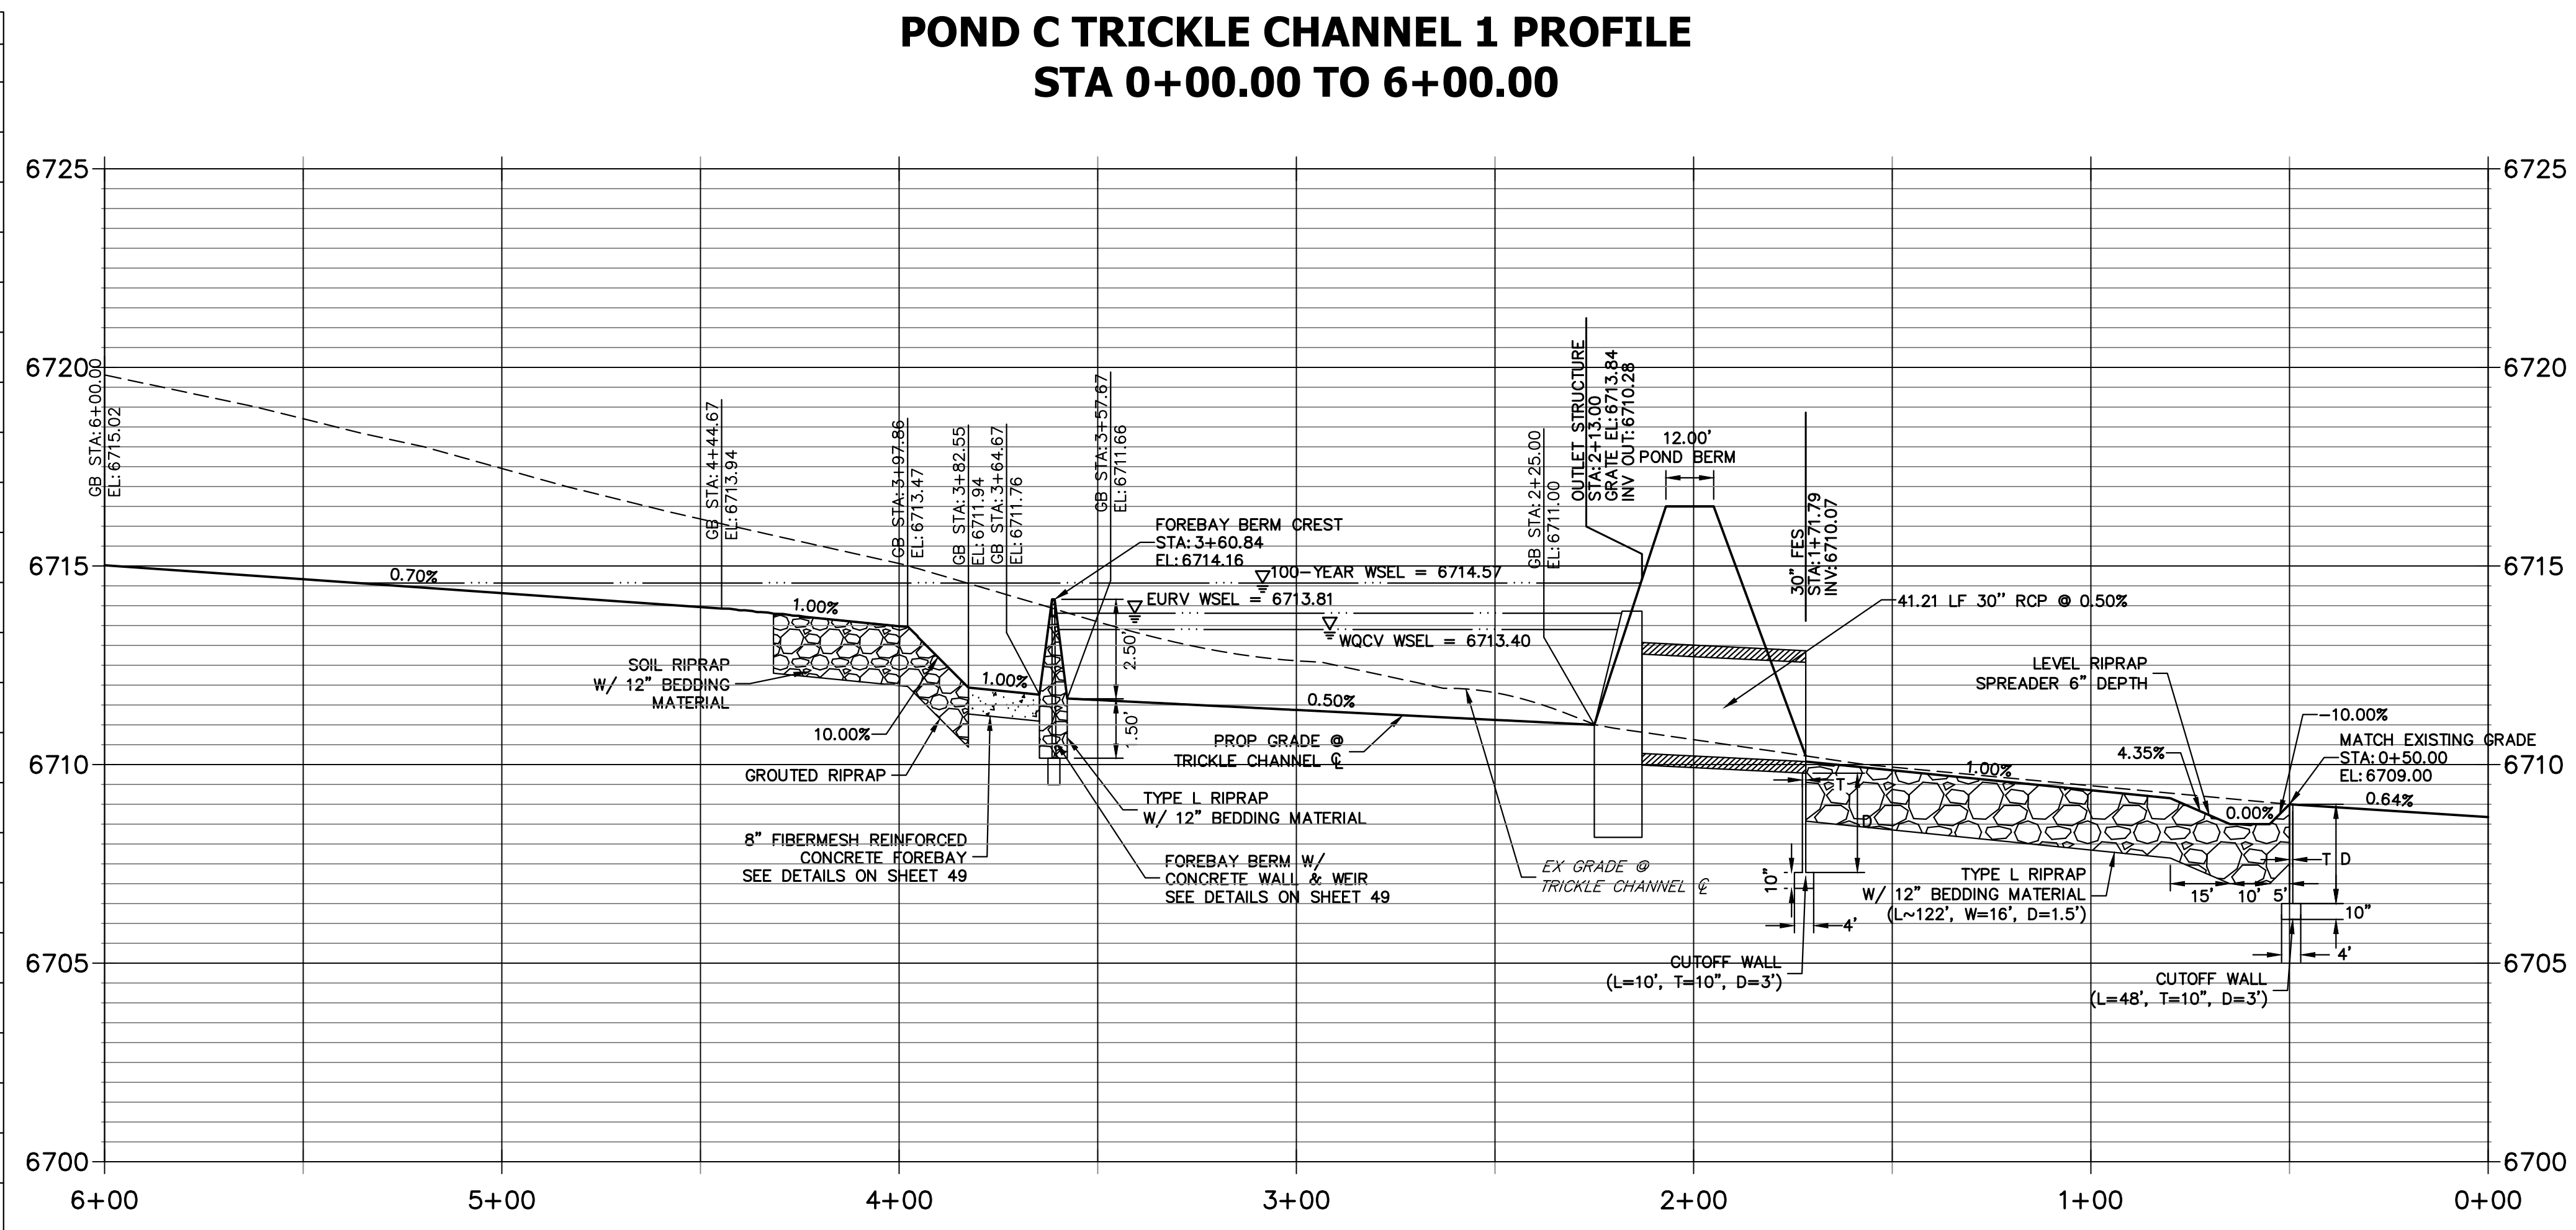 POND C TRICKLE CHANNEL 1 PROFILE
STA 0+00.00 TO 6+00.00
6725
6725
6720
6720
6715
6715
6710
6710
6705
6705
6700
6700
GB STA:6+00.00
EL:6715.02
0.70%
GB STA:4+44.67
EL:6713.94
1.00%
GB STA:3+97.86
EL:6713.47
GB STA:3+82.55
EL:6711.94
GB STA:3+64.67
EL:6711.76
GB STA:3+57.67
EL:6711.66
FOREBAY BERM CREST
STA:3+60.84
EL:6714.16
100-YEAR WSEL = 6714.57
EURV WSEL = 6713.81
WQCV WSEL = 6713.40
2.50'
1.50'
SOIL RIPRAP
W/ 12" BEDDING
MATERIAL
10.00%
1.00%
GROUTED RIPRAP
8" FIBERMESH REINFORCED
CONCRETE FOREBAY
SEE DETAILS ON SHEET 49
TYPE L RIPRAP
W/ 12" BEDDING MATERIAL
FOREBAY BERM W/
CONCRETE WALL & WEIR
SEE DETAILS ON SHEET 49
0.50%
PROP GRADE @
TRICKLE CHANNEL ℄
EX GRADE @
TRICKLE CHANNEL ℄
GB STA:2+25.00
EL:6711.00
OUTLET STRUCTURE
STA:2+13.00
GRATE EL:6713.84
INV OUT:6710.28
12.00'
POND BERM
30" FES
STA:1+71.79
INV:6710.07
41.21 LF 30" RCP @ 0.50%
T
D
10"
4'
CUTOFF WALL
(L=10', T=10", D=3')
1.00%
LEVEL RIPRAP
SPREADER 6" DEPTH
4.35%
0.00%
-10.00%
MATCH EXISTING GRADE
STA:0+50.00
EL:6709.00
0.64%
TYPE L RIPRAP
W/ 12" BEDDING MATERIAL
(L~122', W=16', D=1.5')
15'
10'
5'
T
D
10"
4'
CUTOFF WALL
(L=48', T=10", D=3')
6+00
5+00
4+00
3+00
2+00
1+00
0+00